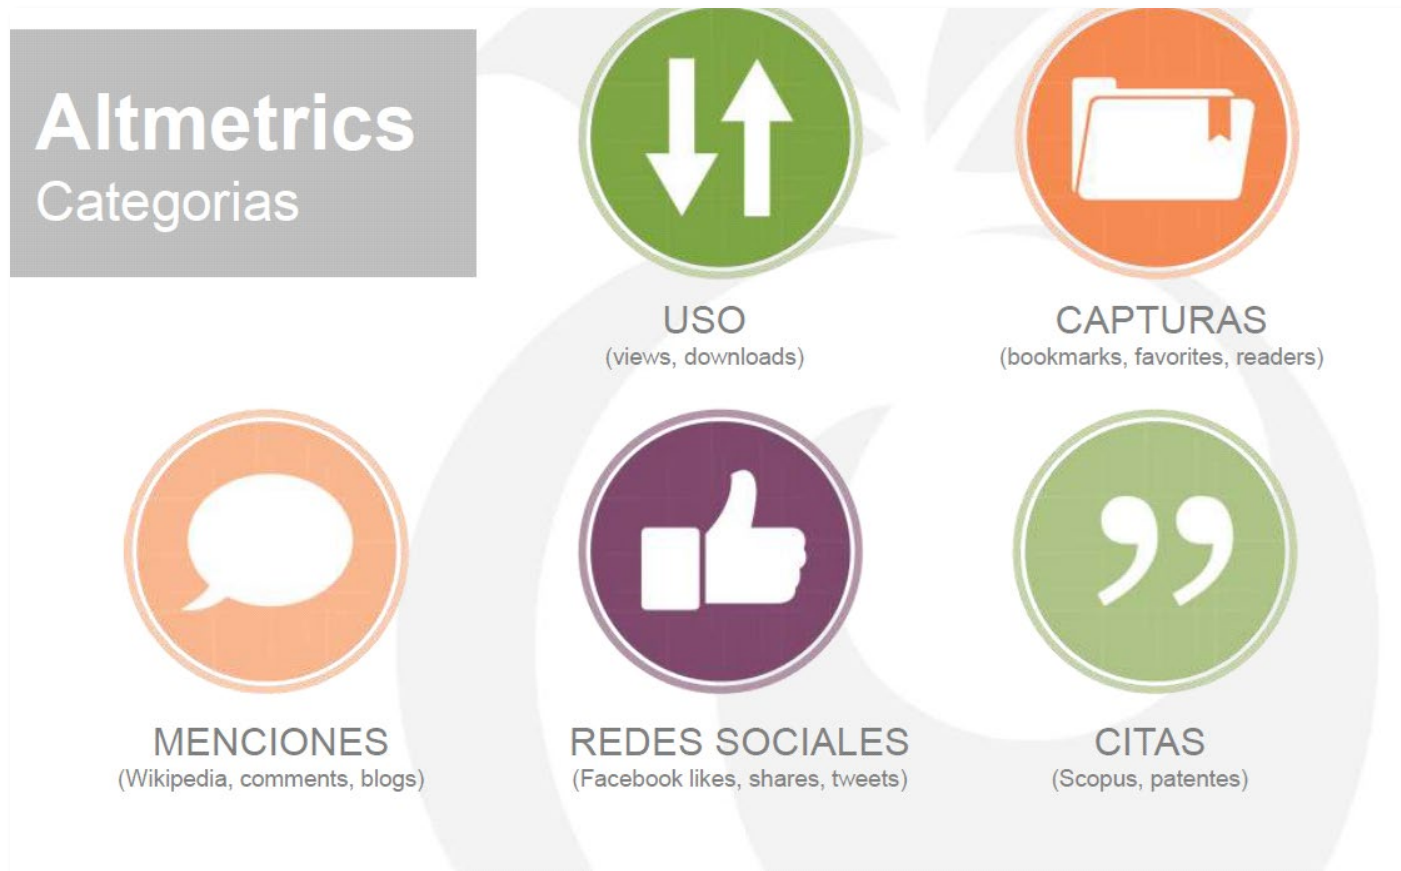 Altmetrics
Categorias
USO
(views, downloads)
CAPTURAS
(bookmarks, favorites, readers)
MENCIONES
(Wikipedia, comments, blogs)
REDES SOCIALES
(Facebook likes, shares, tweets)
CITAS
(Scopus, patentes)